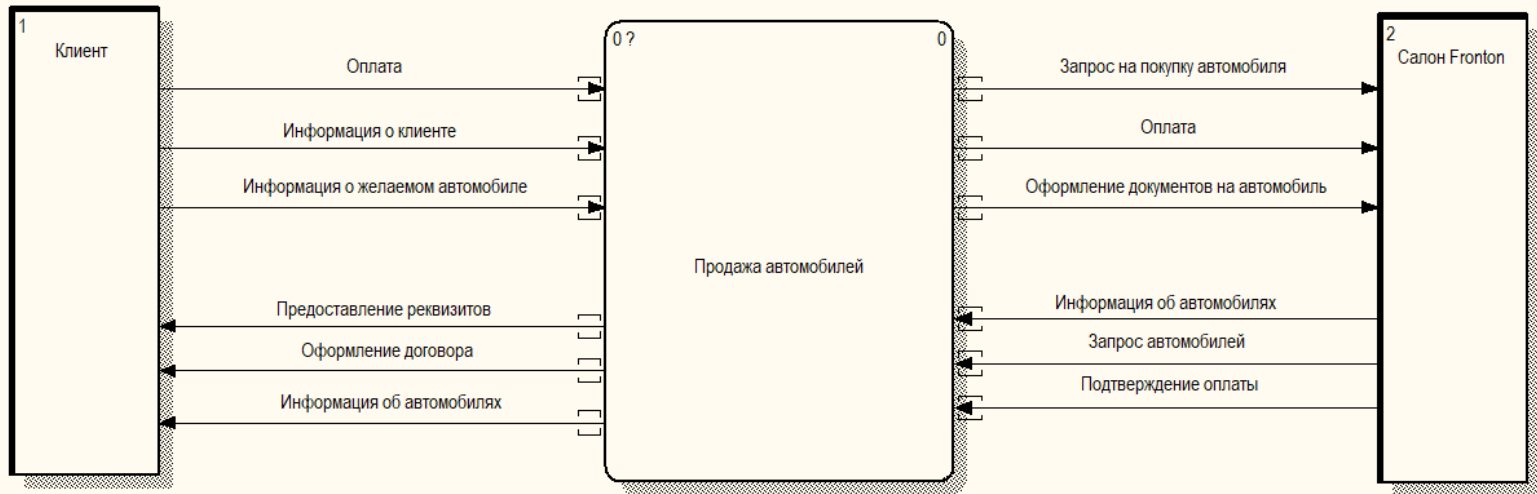 1
Клиент
Оплата
Информация о клиенте
Информация о желаемом автомобиле
Предоставление реквизитов
Оформление договора
Информация об автомобилях
0 ?
0
Продажа автомобилей
Запрос на покупку автомобиля
Оплата
Оформление документов на автомобиль
Информация об автомобилях
Запрос автомобилей
Подтверждение оплаты
2
Салон Fronton